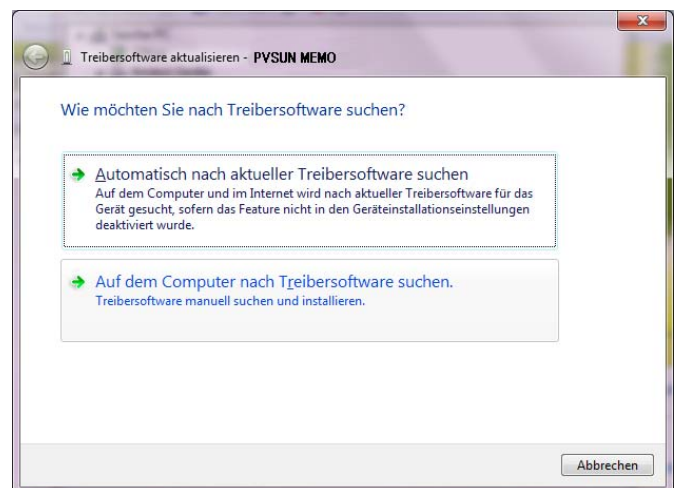 Treibersoftware aktualisieren - PVSUN MEMO
Wie möchten Sie nach Treibersoftware suchen?
Automatisch nach aktueller Treibersoftware suchen
Auf dem Computer und im Internet wird nach aktueller Treibersoftware für das
Gerät gesucht, sofern das Feature nicht in den Geräteinstallationseinstellungen
deaktiviert wurde.
Auf dem Computer nach Treibersoftware suchen.
Treibersoftware manuell suchen und installieren.
Abbrechen